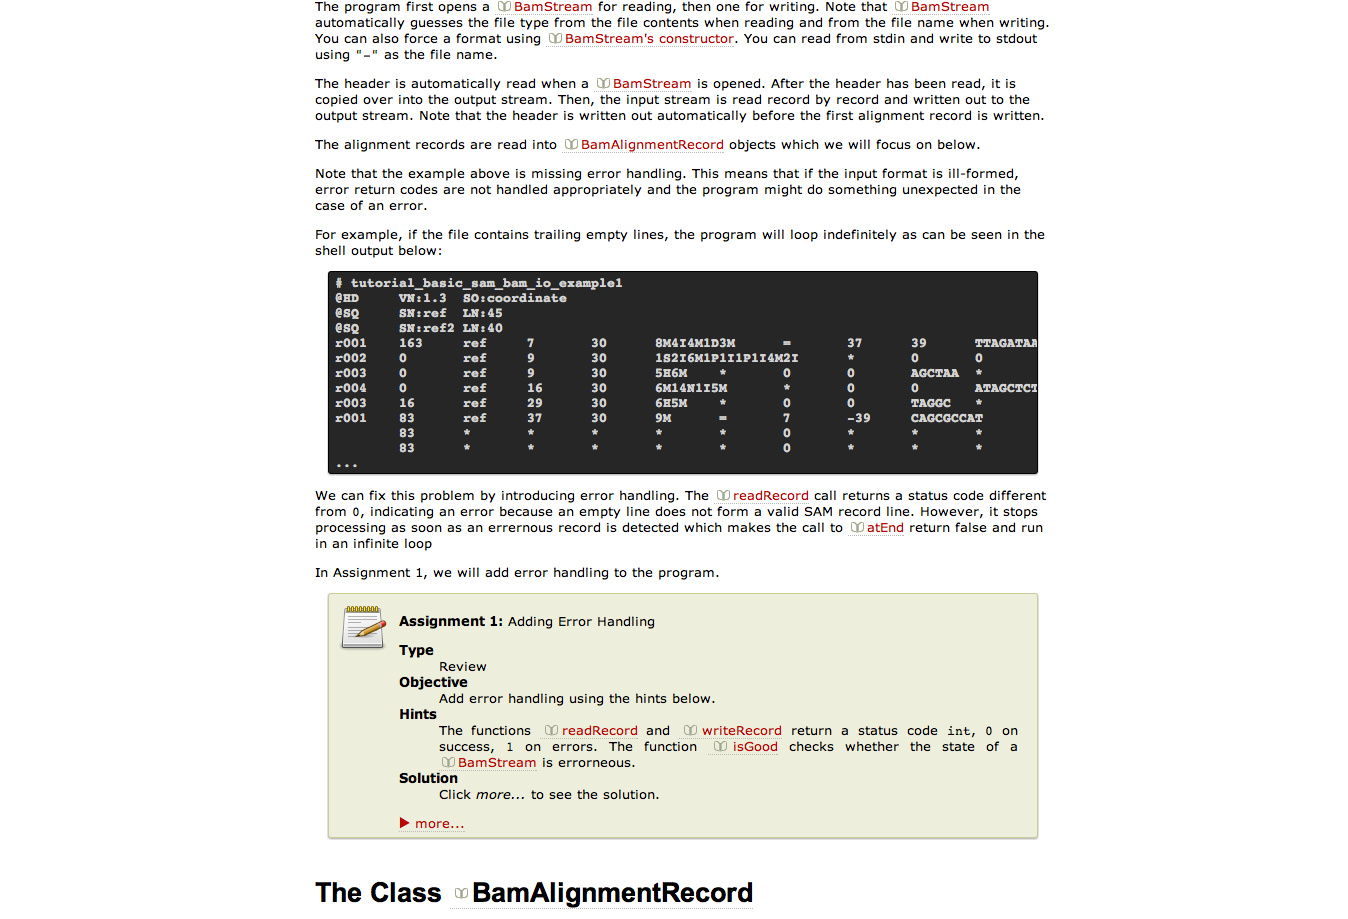 The program first opens a BamStream for reading, then one for writing. Note that BamStream
automatically guesses the file type from the file contents when reading and from the file name when writing.
You can also force a format using BamStream's constructor. You can read from stdin and write to stdout
using "-" as the file name.
The header is automatically read when a BamStream is opened. After the header has been read, it is
copied over into the output stream. Then, the input stream is read record by record and written out to the
output stream. Note that the header is written out automatically before the first alignment record is written.
The alignment records are read into BamAlignmentRecord objects which we will focus on below.
Note that the example above is missing error handling. This means that if the input format is ill-formed,
error return codes are not handled appropriately and the program might do something unexpected in the
case of an error.
For example, if the file contains trailing empty lines, the program will loop indefinitely as can be seen in the
shell output below:
# tutorial_basic_sam_bam_io_example1
@HD VN:1.3 SO:coordinate
@SQ SN:ref LN:45
@SQ SN:ref2 LN:40
r001 163 ref 7 30 8M4I4M1D3M = 37 39 TTAGATAA
r002 0 ref 9 30 1S2I6M1P1I1P1I4M2I * 0 0
r003 0 ref 9 30 5H6M * 0 0 AGCTAA *
r004 0 ref 16 30 6M14N1I5M * 0 0 ATAGCTCT
r003 16 ref 29 30 6H5M * 0 0 TAGGC *
r001 83 ref 37 30 9M = 7 -39 CAGCGCCAT
83 * * * * * 0 * * *
83 * * * * * 0 * * *
...
We can fix this problem by introducing error handling. The readRecord call returns a status code different
from 0, indicating an error because an empty line does not form a valid SAM record line. However, it stops
processing as soon as an errernous record is detected which makes the call to atEnd return false and run
in an infinite loop
In Assignment 1, we will add error handling to the program.
Assignment 1: Adding Error Handling
Type
Review
Objective
Add error handling using the hints below.
Hints
The functions readRecord and writeRecord return a status code int, 0 on
success, 1 on errors. The function isGood checks whether the state of a
BamStream is errorneous.
Solution
Click more... to see the solution.
more...
The Class BamAlignmentRecord